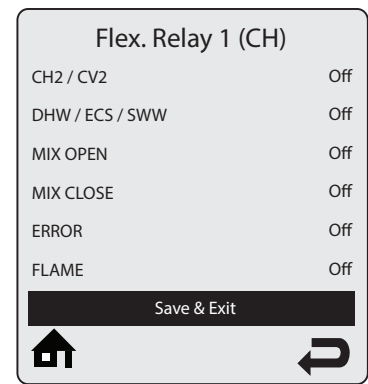 Flex. Relay 1 (CH)
CH2 / CV2 Off
DHW / ECS / SWW Off
MIX OPEN Off
MIX CLOSE Off
ERROR Off
FLAME Off
Save & Exit